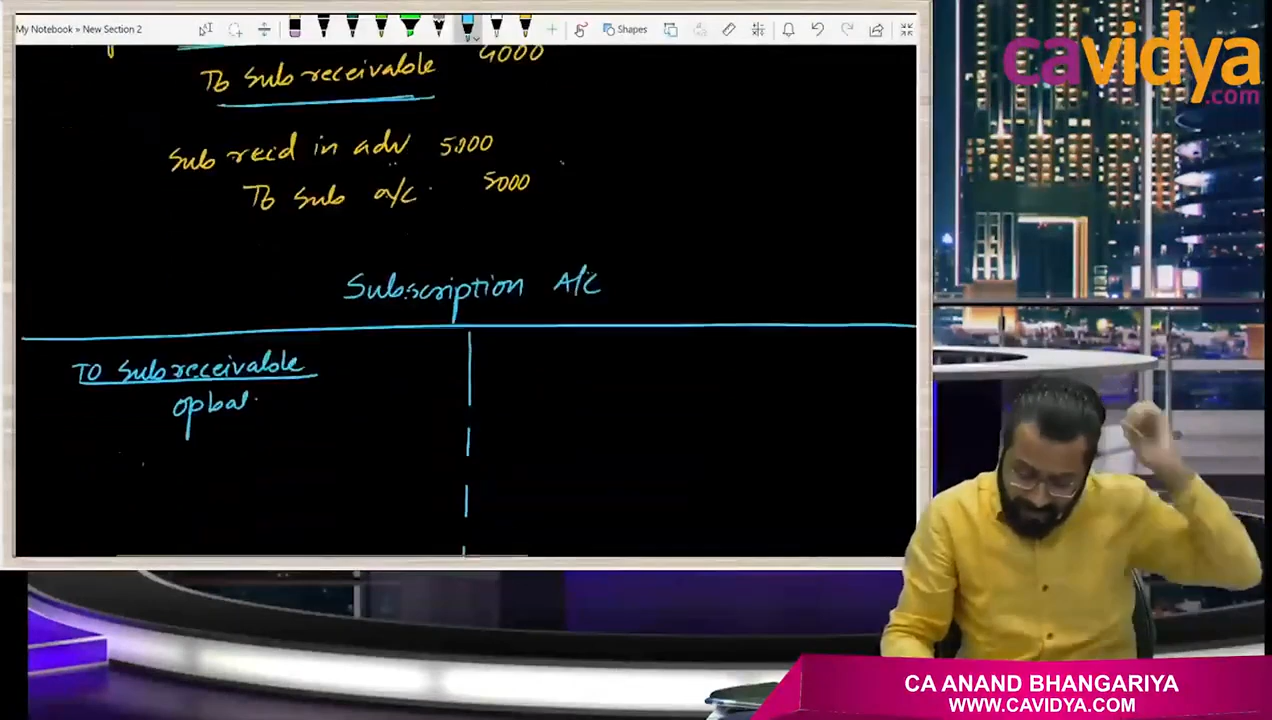 My Notebook » New Section 2
Shapes
cavidya
.com
To Sub receivable 4000
Sub recid in adv 5000
To Sub a/c. 5000
Subscription A/c
TO Sub receivable
op bal.
CA ANAND BHANGARIYA
WWW.CAVIDYA.COM